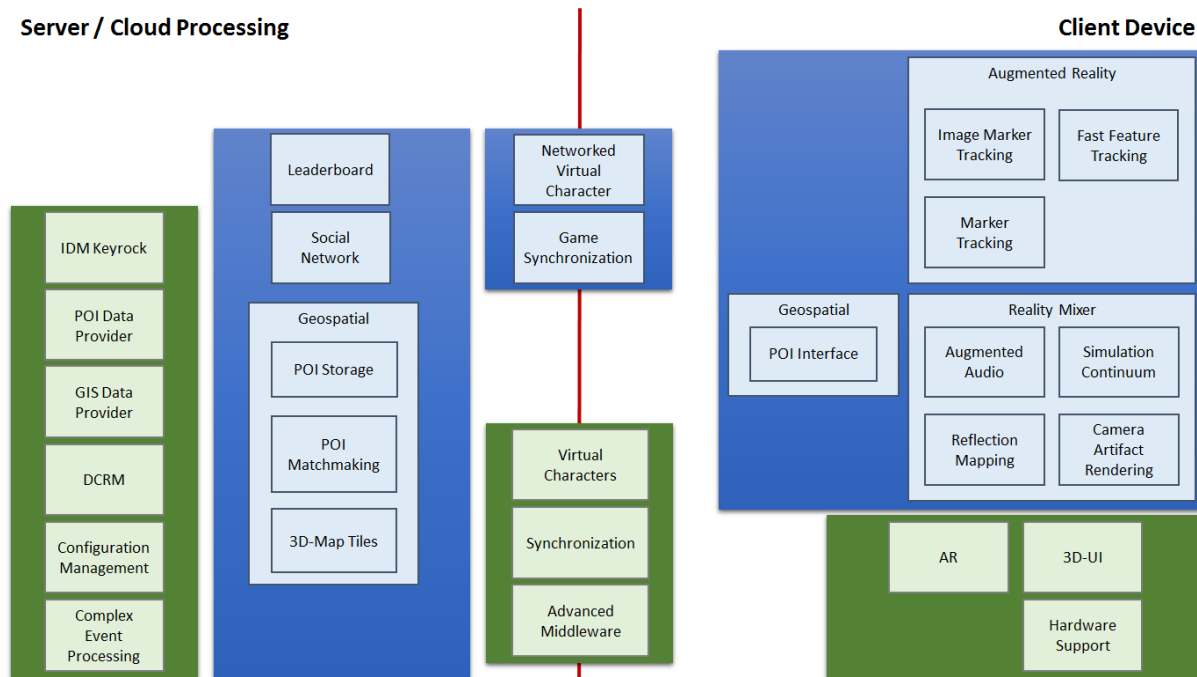 Server / Cloud Processing
Client Device
IDM Keyrock
POI Data
Provider
GIS Data
Provider
DCRM
Configuration
Management
Complex
Event
Processing
Leaderboard
Social
Network
Geospatial
POI Storage
POI
Matchmaking
3D-Map Tiles
Networked
Virtual
Character
Game
Synchronization
Virtual
Characters
Synchronization
Advanced
Middleware
Augmented Reality
Image Marker
Tracking
Fast Feature
Tracking
Marker
Tracking
Geospatial
POI Interface
Reality Mixer
Augmented
Audio
Simulation
Continuum
Reflection
Mapping
Camera
Artifact
Rendering
AR
3D-UI
Hardware
Support